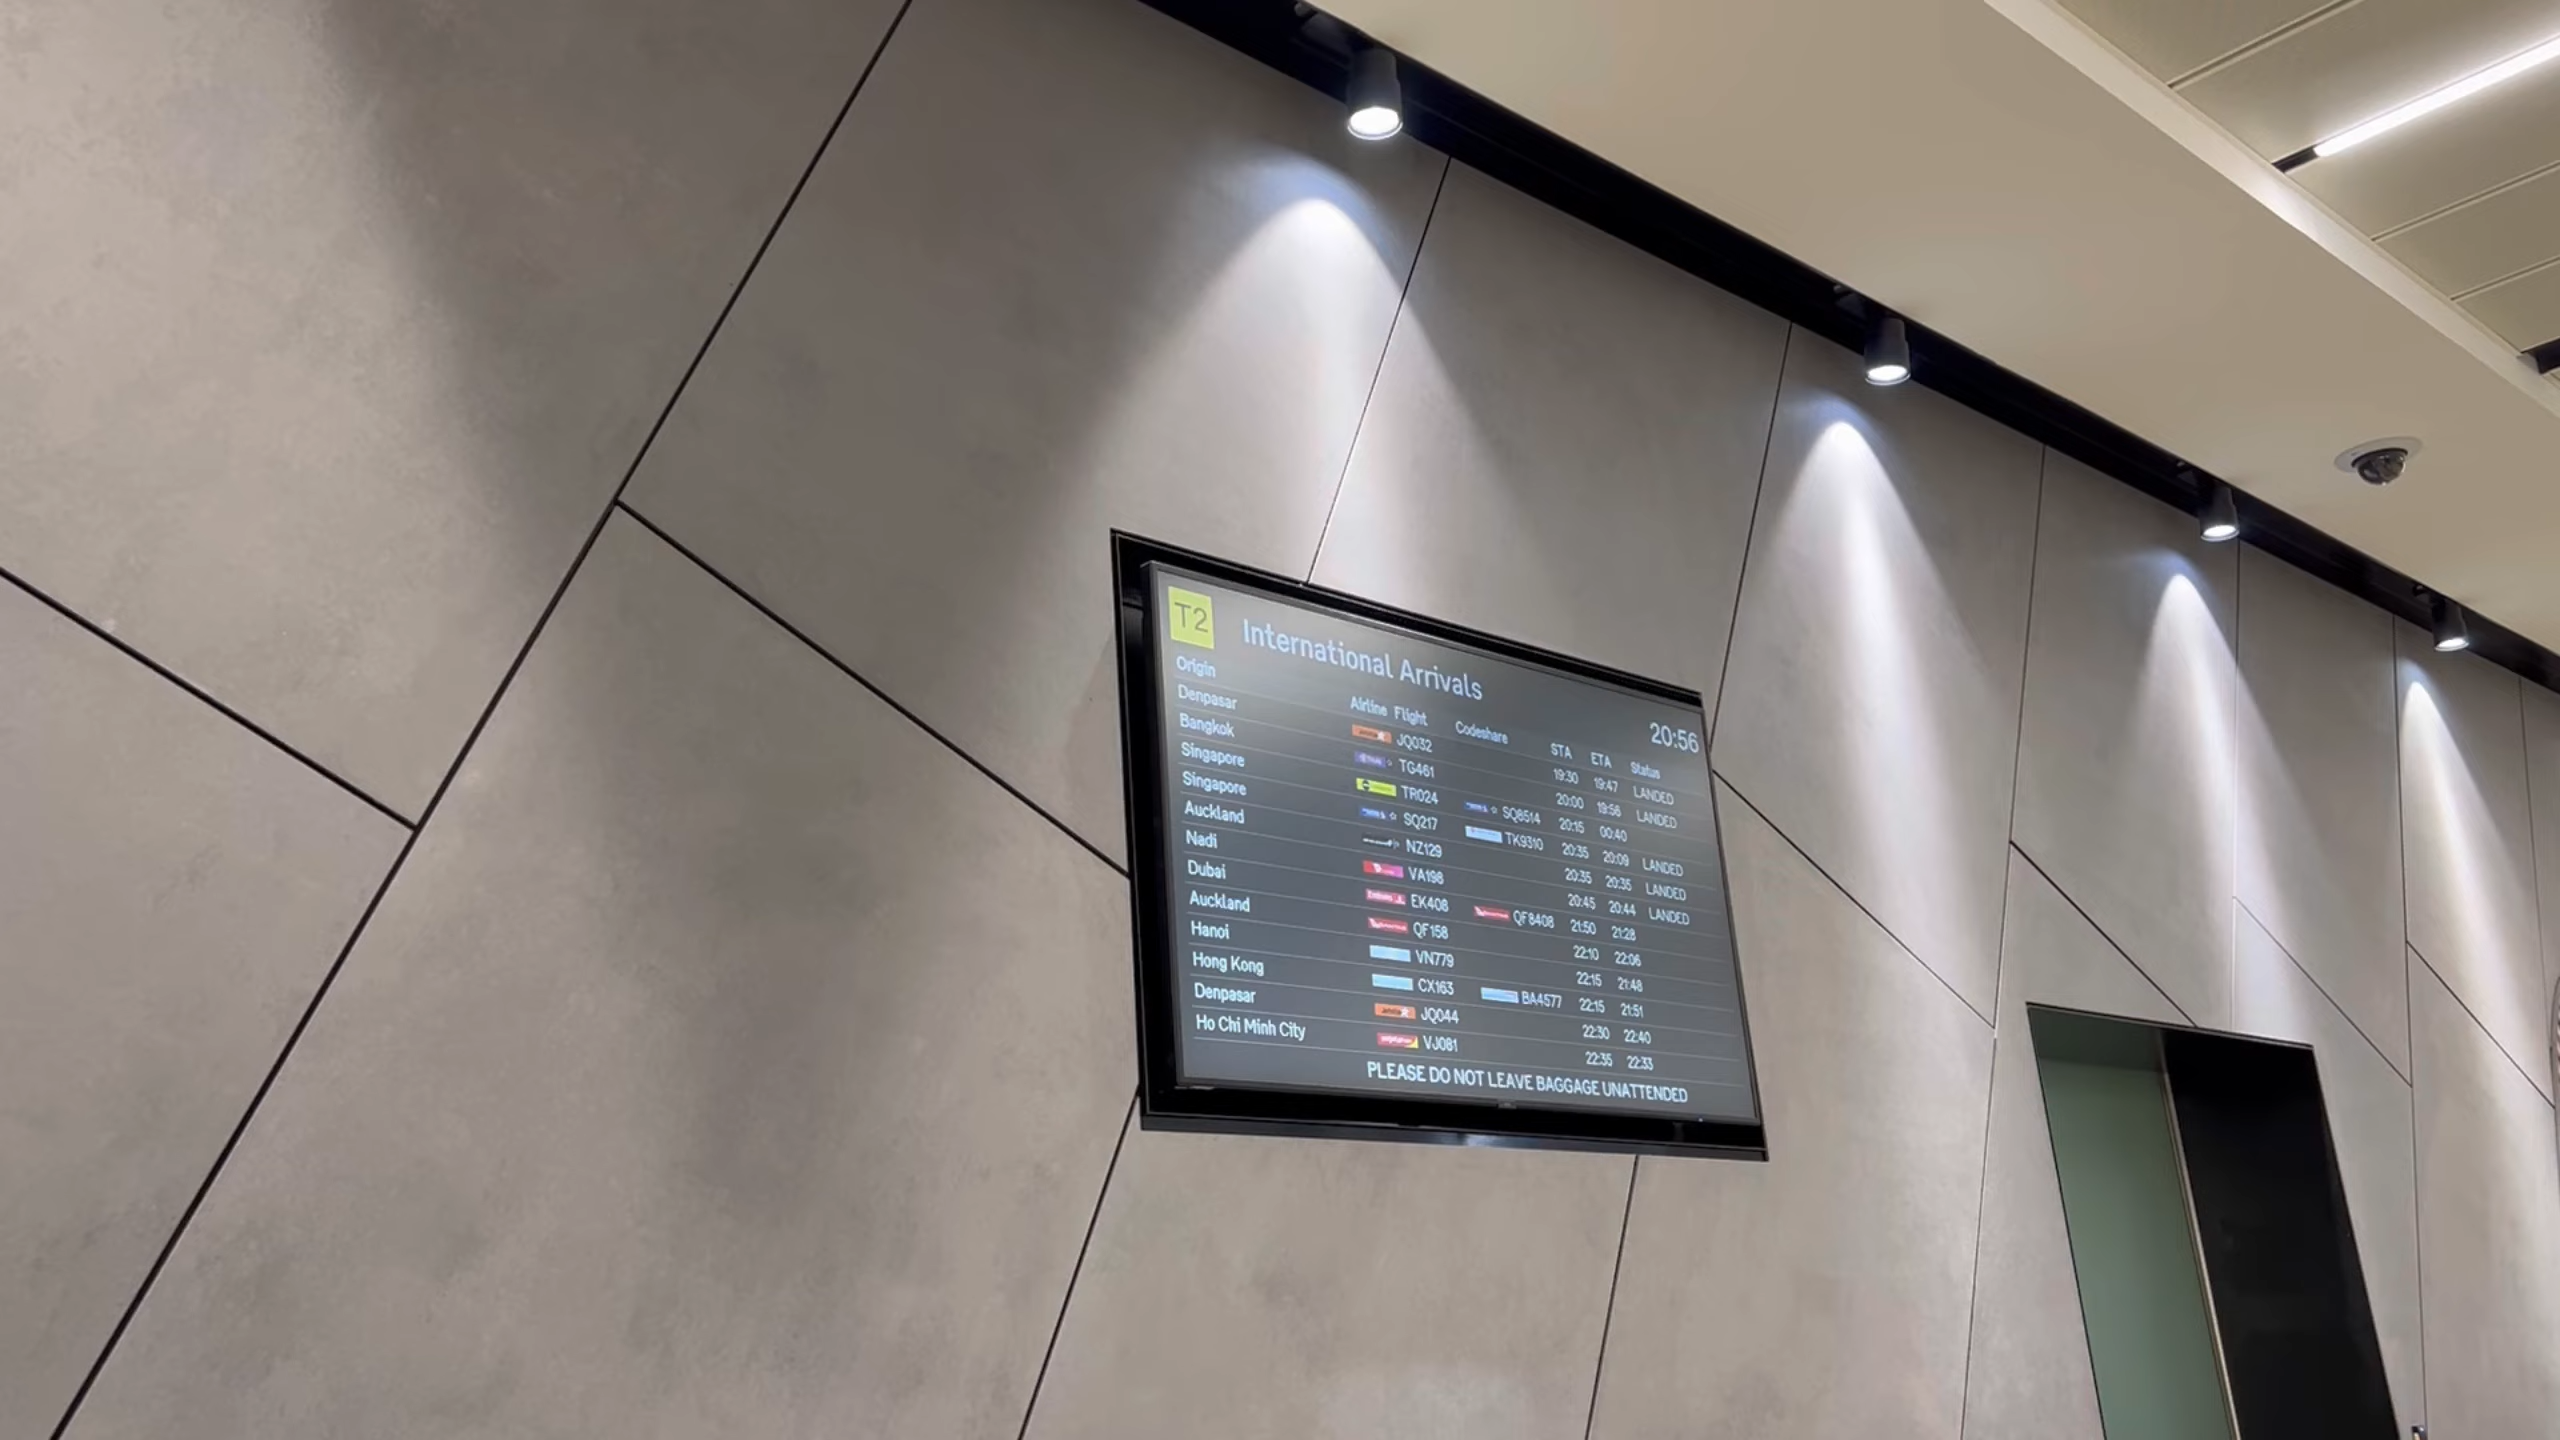 T2 International Arrivals 20:56
Origin Airline Flight Codeshare STA ETA Status
Denpasar JQ032 19:30 19:47 LANDED
Bangkok TG461 20:00 19:56 LANDED
Singapore TR024 SQ8514 20:15 00:40
Singapore SQ217 TK9310 20:35 20:09 LANDED
Auckland NZ129 20:35 20:35 LANDED
Nadi VA198 20:45 20:44 LANDED
Dubai Emirates EK408 QF8408 21:50 21:28
Auckland QF158 22:10 22:06
Hanoi VN779 22:15 21:48
Hong Kong CX163 BA4577 22:15 21:51
Denpasar JQ044 22:30 22:40
Ho Chi Minh City VJ081 22:35 22:33
PLEASE DO NOT LEAVE BAGGAGE UNATTENDED